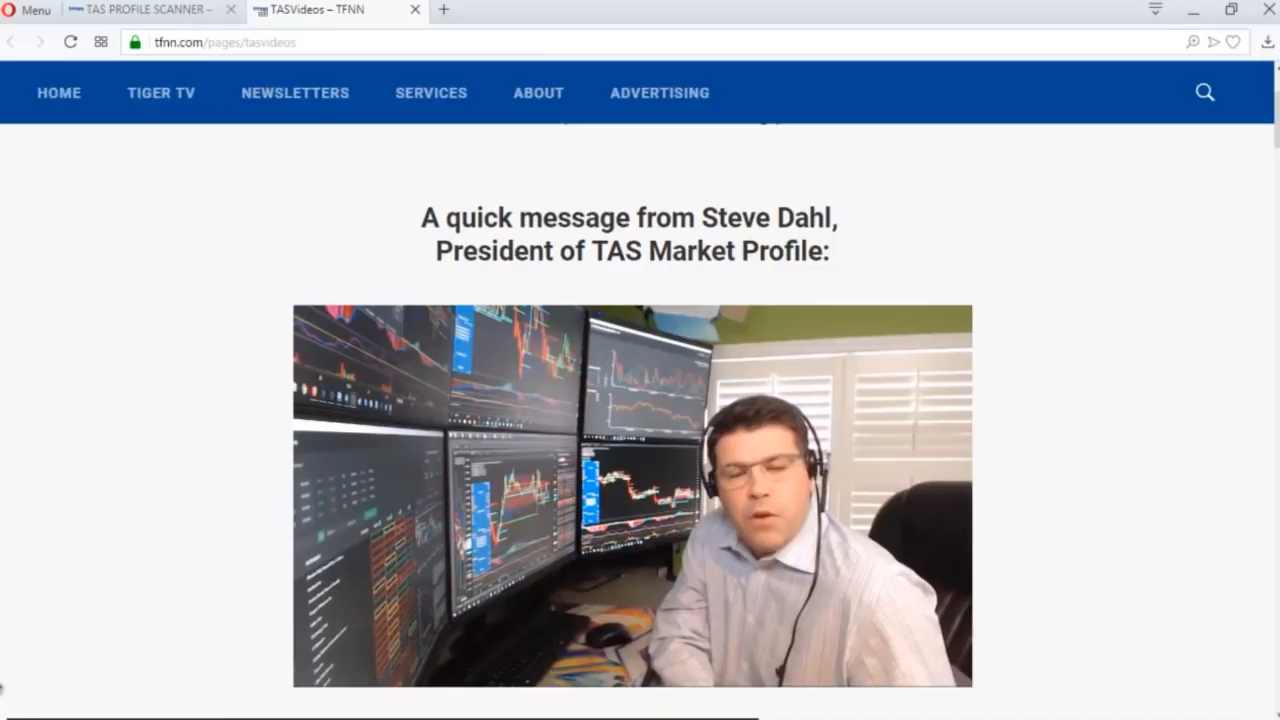 Menu
TAS PROFILE SCANNER –
TASVideos – TFNN
tfnn.com/pages/tasvideos
HOME
TIGER TV
NEWSLETTERS
SERVICES
ABOUT
ADVERTISING
A quick message from Steve Dahl,
President of TAS Market Profile: